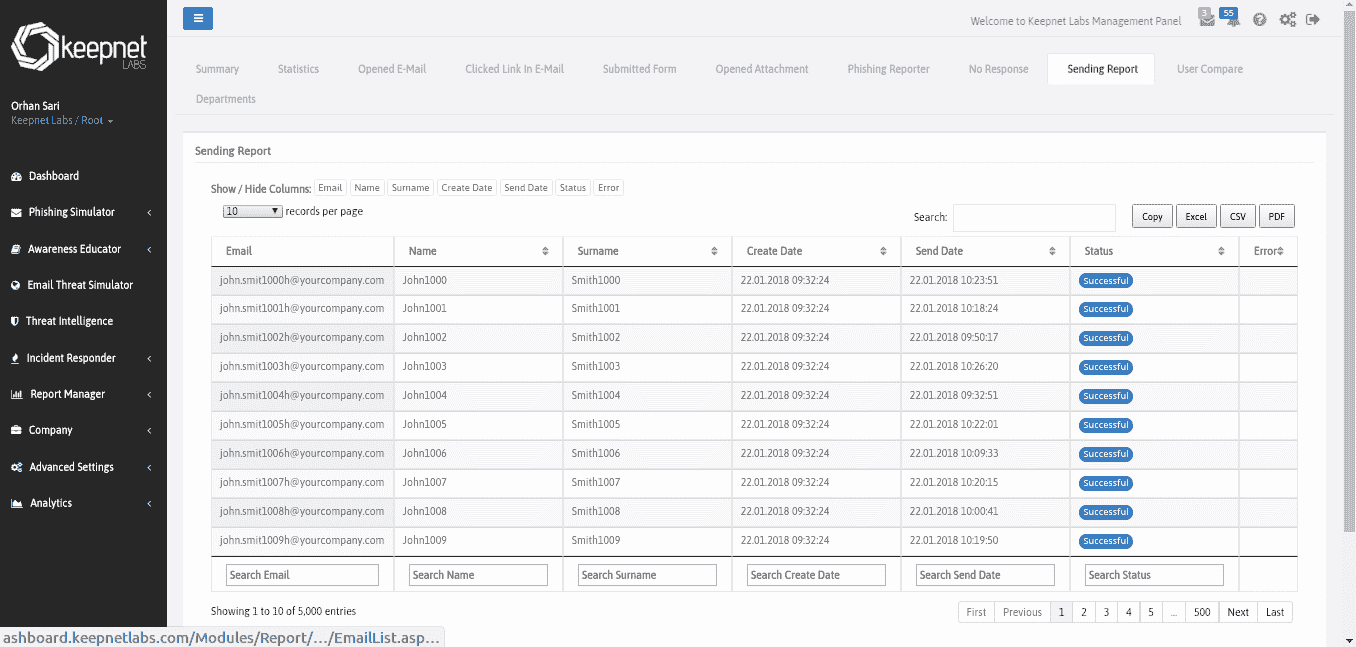 keepnet
LABS
Orhan Sari
Keepnet Labs / Root
Dashboard
Phishing Simulator
Awareness Educator
Email Threat Simulator
Threat Intelligence
Incident Responder
Report Manager
Company
Advanced Settings
Analytics
Welcome to Keepnet Labs Management Panel 3 55
Summary Statistics Opened E-Mail Clicked Link In E-Mail Submitted Form Opened Attachment Phishing Reporter No Response Sending Report User Compare
Departments
Sending Report
Show / Hide Columns: Email Name Surname Create Date Send Date Status Error
10 records per page
Search: Copy Excel CSV PDF
Email Name Surname Create Date Send Date Status Error
john.smit1000h@yourcompany.com John1000 Smith1000 22.01.2018 09:32:24 22.01.2018 10:23:51 Successful
john.smit1001h@yourcompany.com John1001 Smith1001 22.01.2018 09:32:24 22.01.2018 10:18:24 Successful
john.smit1002h@yourcompany.com John1002 Smith1002 22.01.2018 09:32:24 22.01.2018 09:50:17 Successful
john.smit1003h@yourcompany.com John1003 Smith1003 22.01.2018 09:32:24 22.01.2018 10:26:20 Successful
john.smit1004h@yourcompany.com John1004 Smith1004 22.01.2018 09:32:24 22.01.2018 09:32:51 Successful
john.smit1005h@yourcompany.com John1005 Smith1005 22.01.2018 09:32:24 22.01.2018 10:22:01 Successful
john.smit1006h@yourcompany.com John1006 Smith1006 22.01.2018 09:32:24 22.01.2018 10:09:33 Successful
john.smit1007h@yourcompany.com John1007 Smith1007 22.01.2018 09:32:24 22.01.2018 10:20:15 Successful
john.smit1008h@yourcompany.com John1008 Smith1008 22.01.2018 09:32:24 22.01.2018 10:00:41 Successful
john.smit1009h@yourcompany.com John1009 Smith1009 22.01.2018 09:32:24 22.01.2018 10:19:50 Successful
Search Email Search Name Search Surname Search Create Date Search Send Date Search Status
Showing 1 to 10 of 5,000 entries First Previous 1 2 3 4 5 ... 500 Next Last
ashboard.keepnetlabs.com/Modules/Report/…/EmailList.asp…